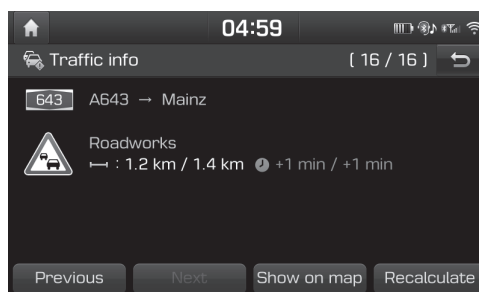 04:59
Traffic info
[ 16 / 16 ]
643
A643 → Mainz
Roadworks
: 1.2 km / 1.4 km +1 min / +1 min
Previous
Next
Show on map
Recalculate